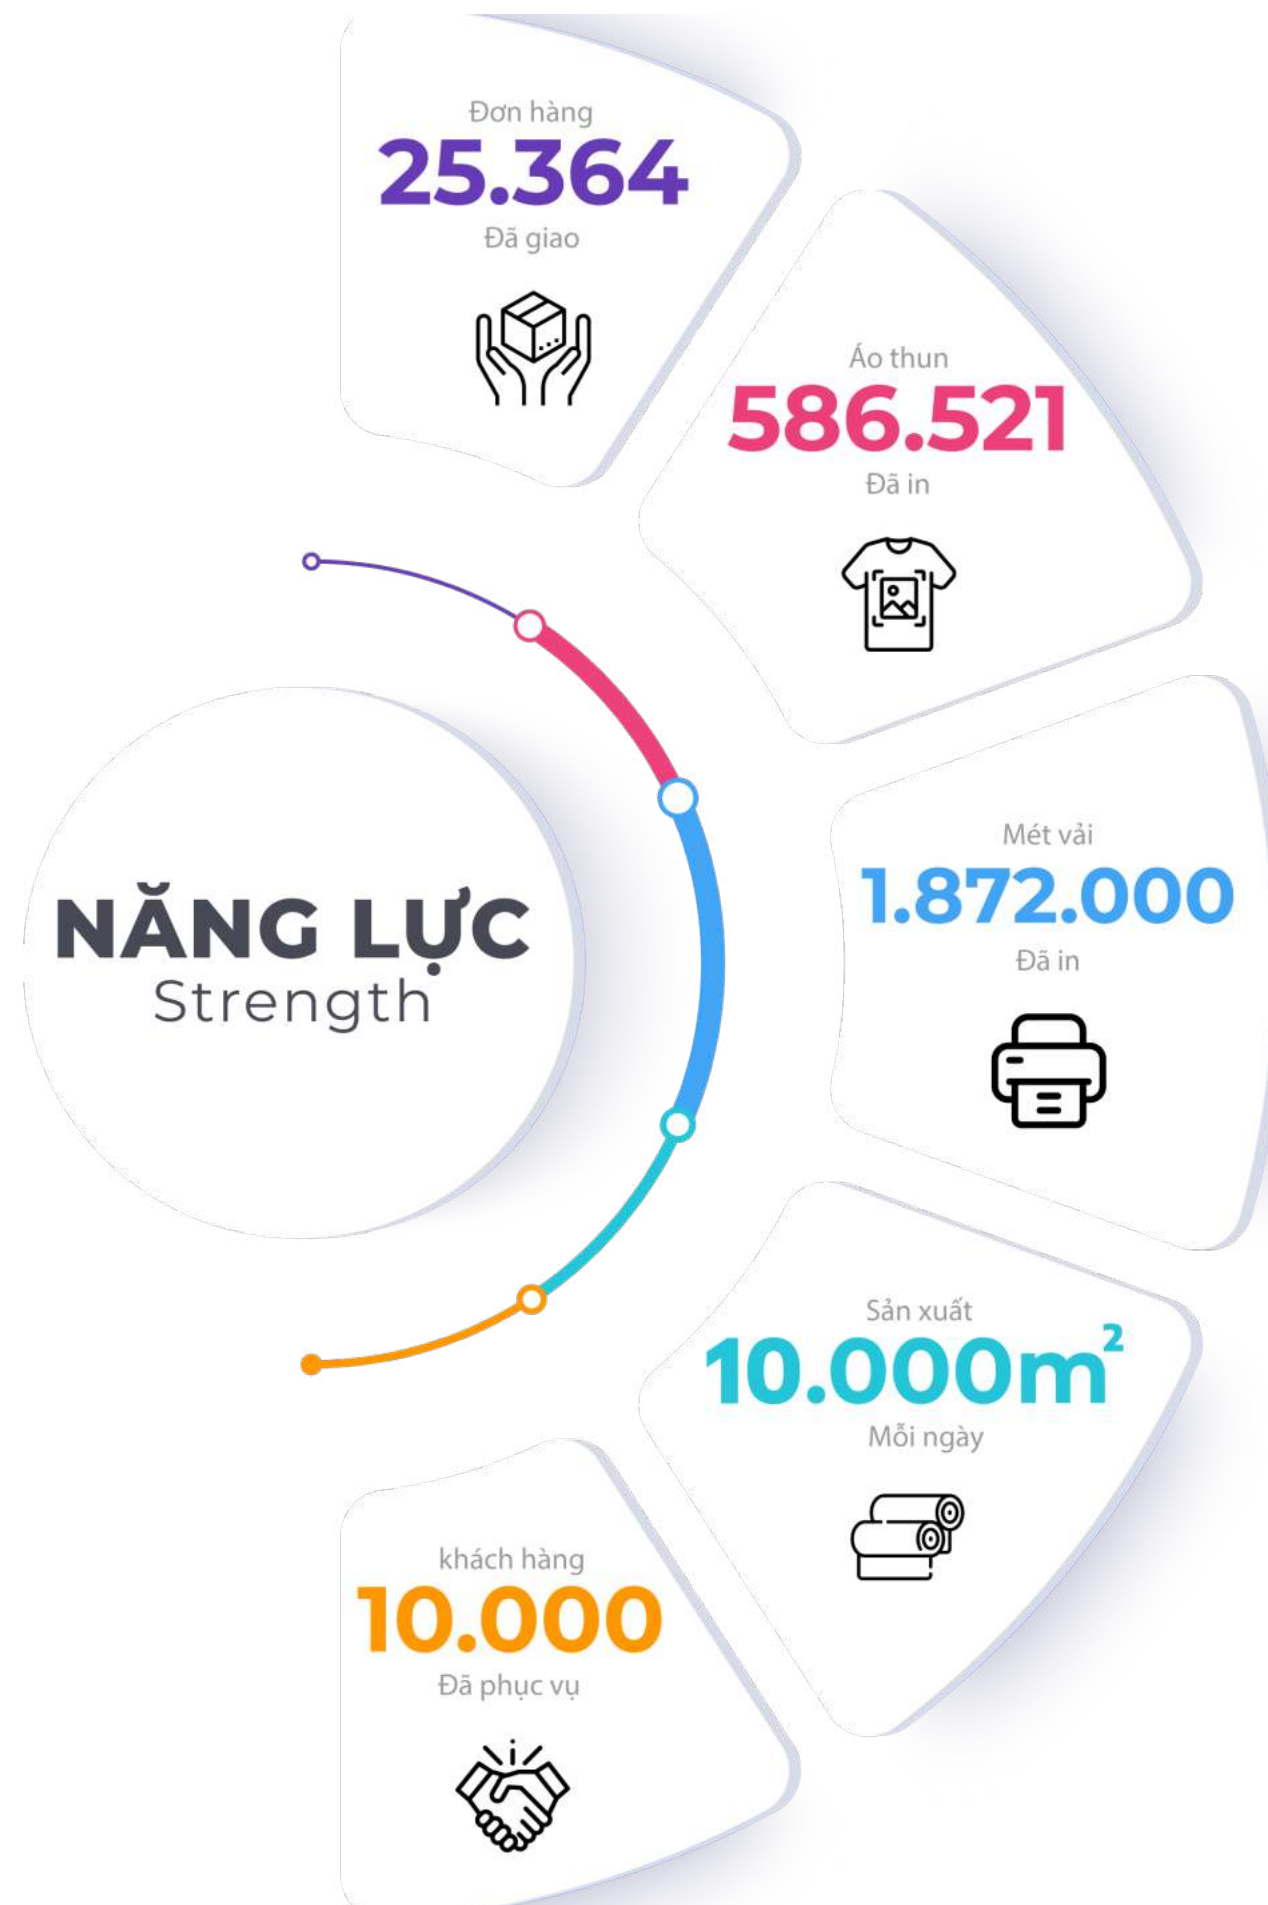 Đơn hàng
25.364
Đã giao
Áo thun
586.521
Đã in
NĂNG LỰC
Strength
Mét vải
1.872.000
Đã in
Sản xuất
10.000m²
Mỗi ngày
khách hàng
10.000
Đã phục vụ